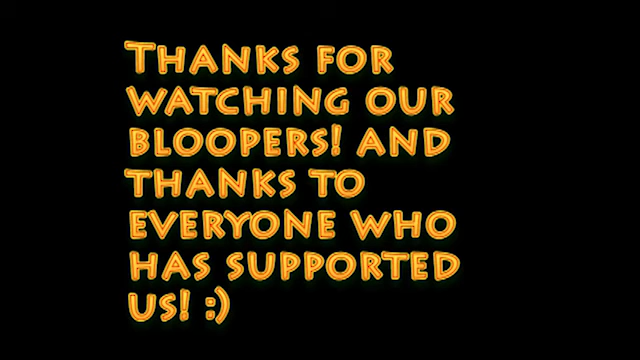 Thanks for
watching our
bloopers! and
thanks to
everyone who
has supported
us! :)